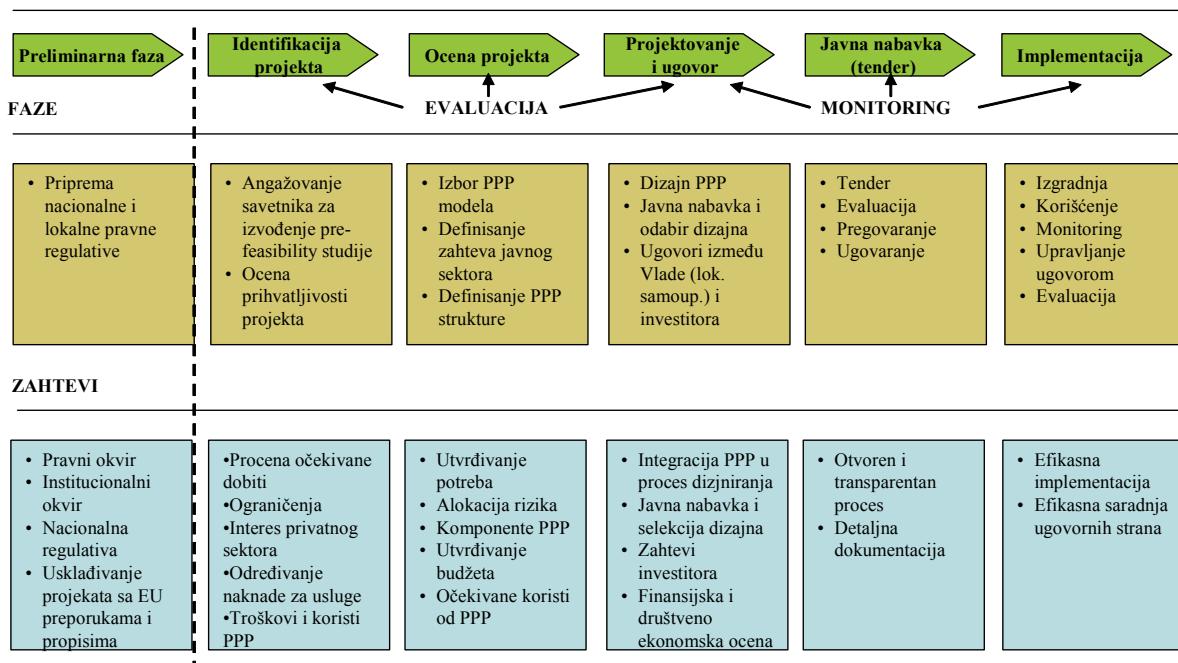 Preliminarna faza
Identifikacija
projekta
Ocena projekta
Projektovanje
i ugovor
Javna nabavka
(tender)
Implementacija
FAZE
EVALUACIJA
MONITORING
• Priprema
nacionalne i
lokalne pravne
regulative
• Angažovanje
savetnika za
izvođenje pre-
feasibility studije
• Ocena
prihvatljivosti
projekta
• Izbor PPP
modela
• Definisanje
zahteva javnog
sektora
• Definisanje PPP
strukture
• Dizajn PPP
• Javna nabavka i
odabir dizajna
• Ugovori između
Vlade (lok.
samoup.) i
investitora
• Tender
• Evaluacija
• Pregovaranje
• Ugovaranje
• Izgradnja
• Korišćenje
• Monitoring
• Upravljanje
ugovorom
• Evaluacija
ZAHTEVI
• Pravni okvir
• Institucionalni
okvir
• Nacionalna
regulativa
• Usklađivanje
projekata sa EU
preporukama i
propisima
•Procena očekivane
dobiti
•Ograničenja
•Interes privatnog
sektora
•Određivanje
naknade za usluge
•Troškovi i koristi
PPP
• Utvrđivanje
potreba
• Alokacija rizika
• Komponente PPP
• Utvrđivanje
budžeta
• Očekivane koristi
od PPP
• Integracija PPP u
proces dizjniranja
• Javna nabavka i
selekcija dizajna
• Zahtevi
investitora
• Finansijska i
društveno
ekonomska ocena
• Otvoren i
transparentan
proces
• Detaljna
dokumentacija
• Efikasna
implementacija
• Efikasna saradnja
ugovornih strana